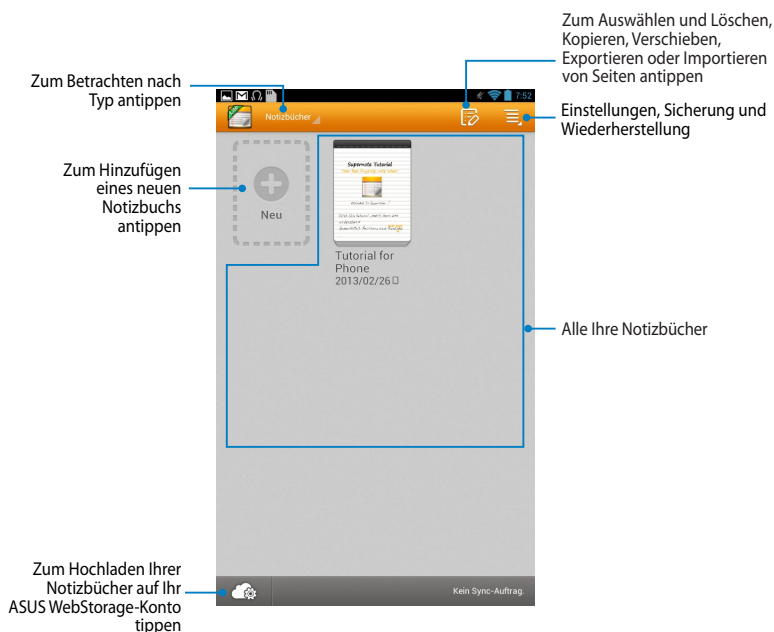 Zum Auswählen und Löschen,
Kopieren, Verschieben,
Exportieren oder Importieren
von Seiten antippen
Zum Betrachten nach
Typ antippen
7:52
Notizbücher
Einstellungen, Sicherung und
Wiederherstellung
Zum Hinzufügen
eines neuen
Notizbuchs
antippen
Neu
Supernote Tutorial
Tutorial for
Phone
2013/02/26
Alle Ihre Notizbücher
Zum Hochladen Ihrer
Notizbücher auf Ihr
ASUS WebStorage-Konto
tippen
Kein Sync-Auftrag.